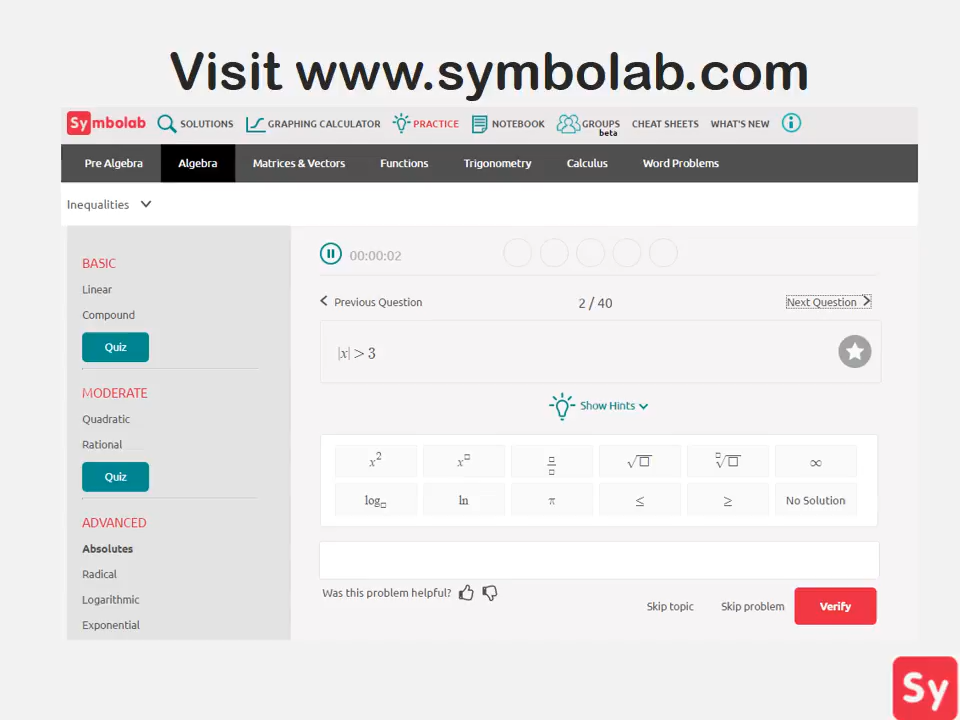 Visit www.symbolab.com
Symbolab SOLUTIONS GRAPHING CALCULATOR PRACTICE NOTEBOOK GROUPS beta CHEAT SHEETS WHAT'S NEW
Pre Algebra Algebra Matrices & Vectors Functions Trigonometry Calculus Word Problems
Inequalities
BASIC
Linear
Compound
Quiz
MODERATE
Quadratic
Rational
Quiz
ADVANCED
Absolutes
Radical
Logarithmic
Exponential
00:00:02
Previous Question 2 / 40 Next Question
|x| > 3
Show Hints
x² x^□ □/□ √□ □√□ ∞
log□ ln π ≤ ≥ No Solution
Was this problem helpful?
Skip topic Skip problem Verify
Sy